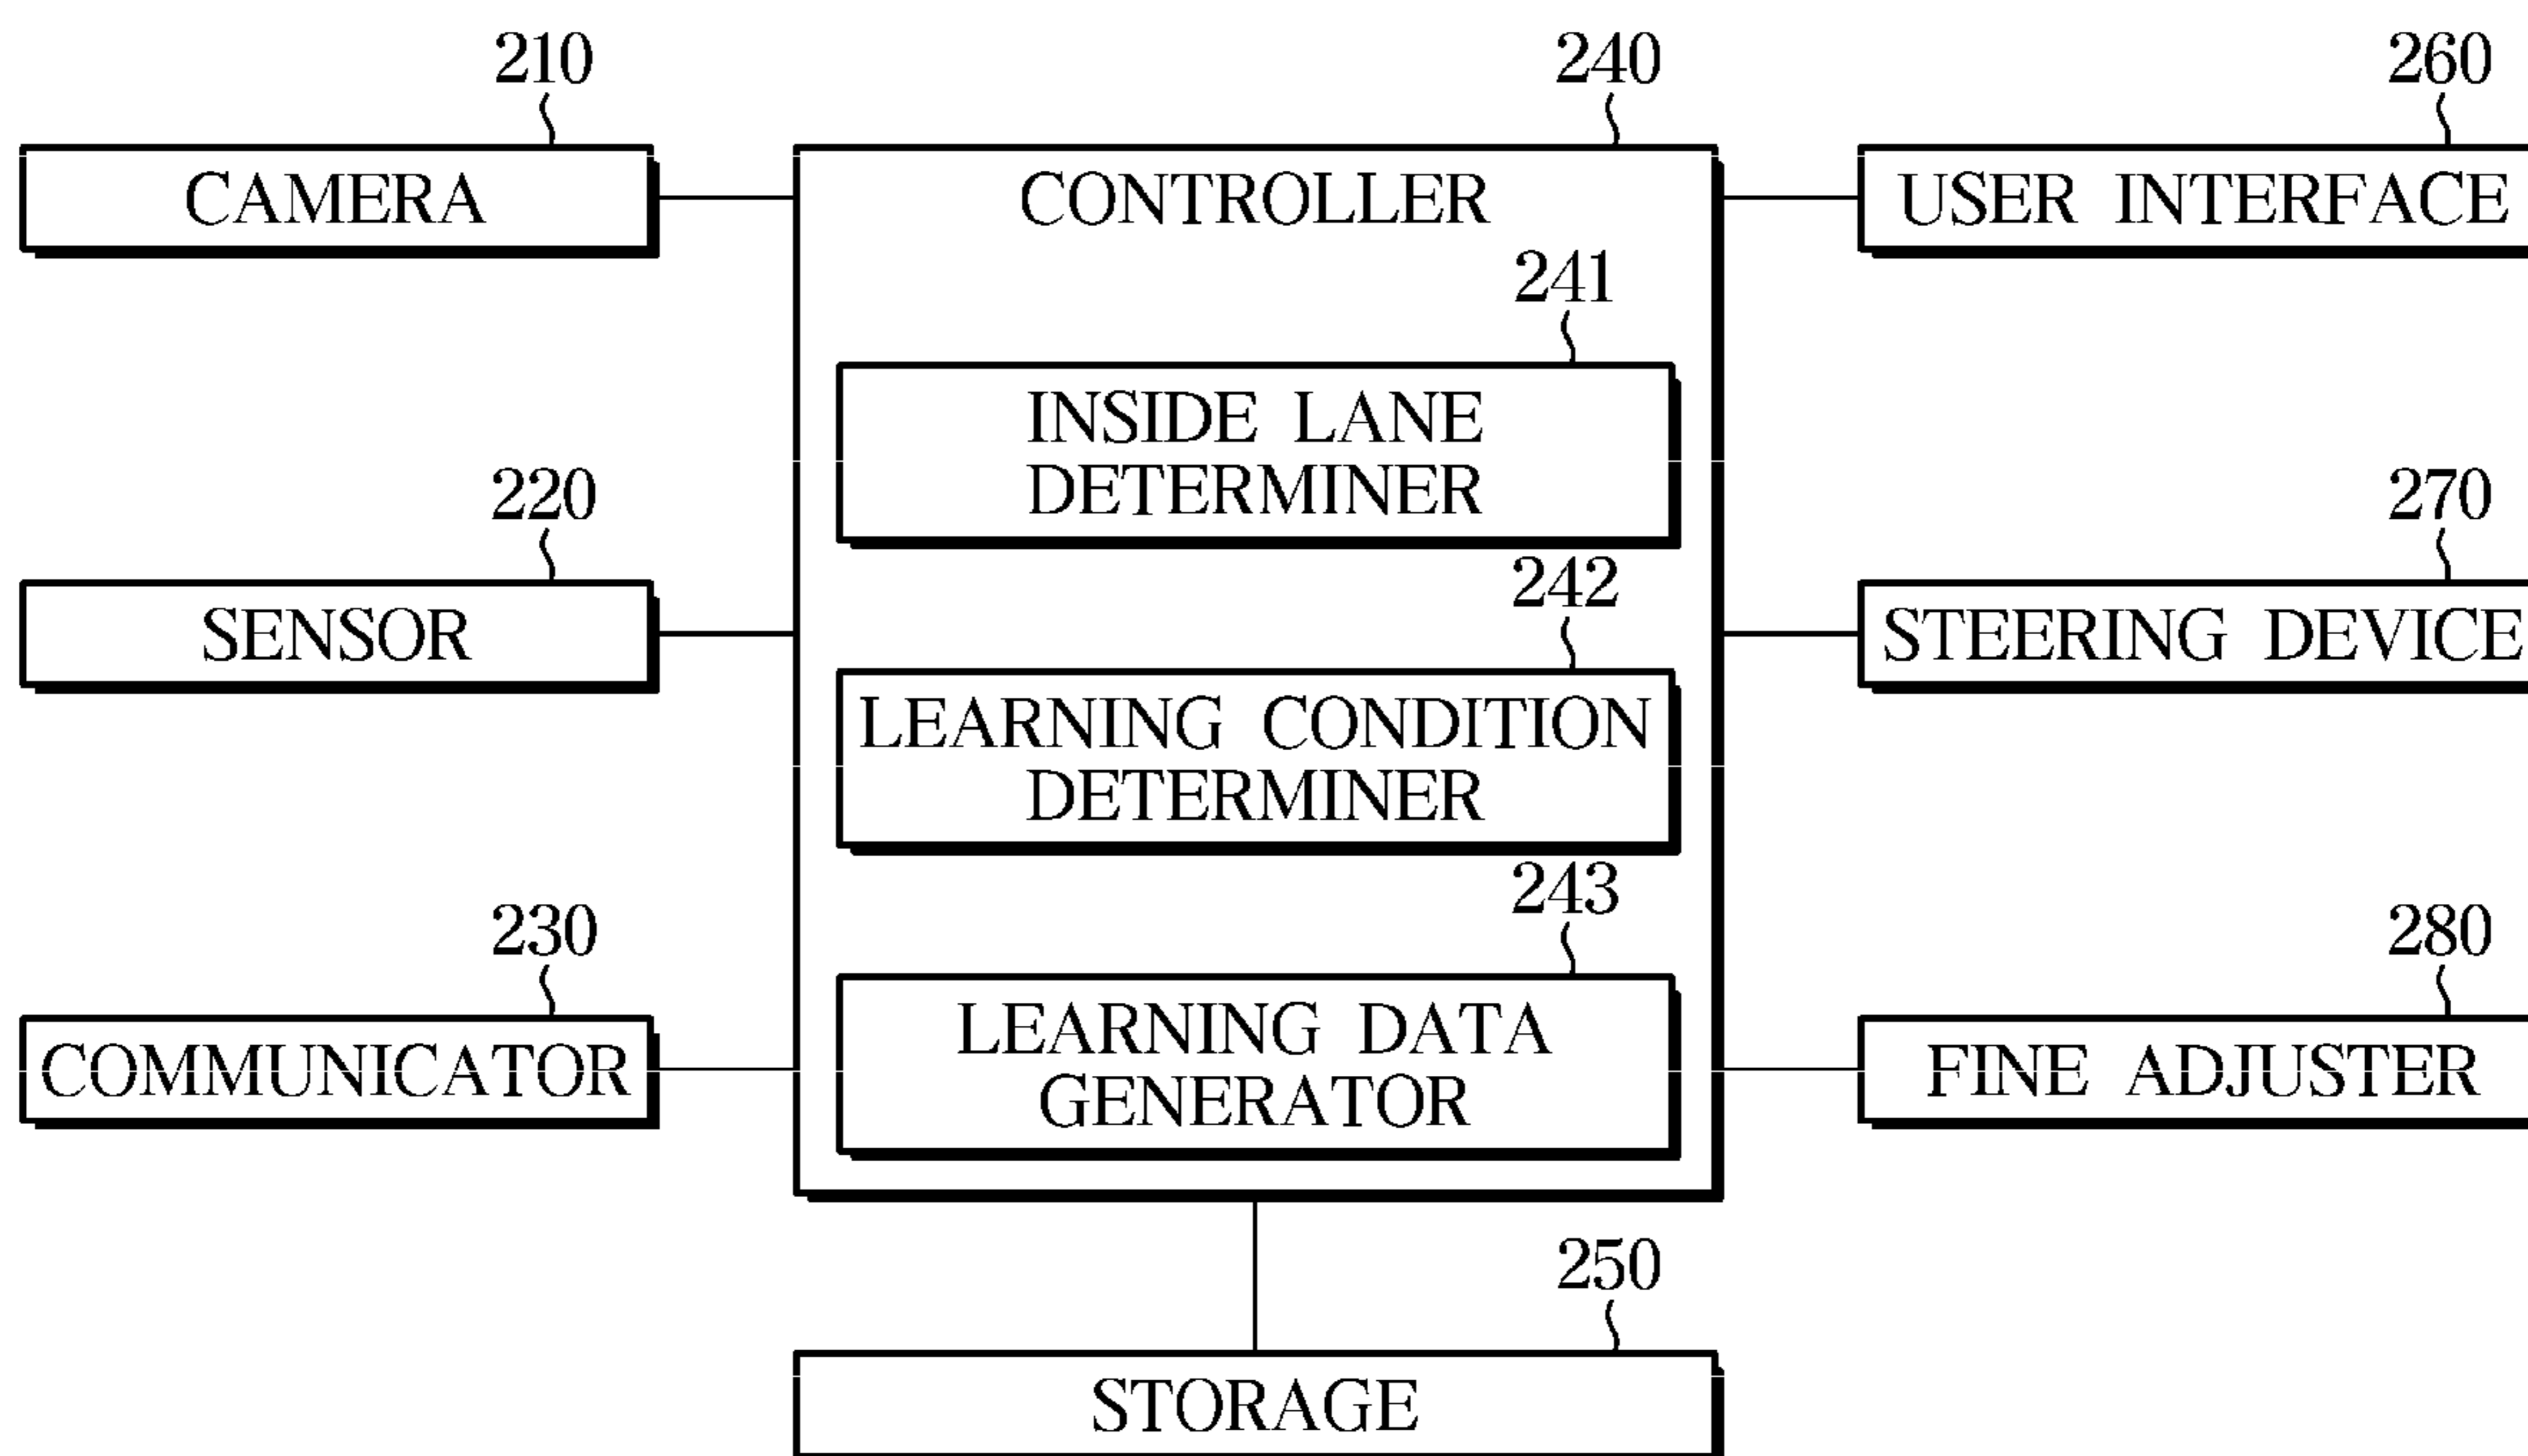 210
240
260
CAMERA
CONTROLLER
USER INTERFACE
241
INSIDE LANE
DETERMINER
220
270
SENSOR
STEERING DEVICE
242
LEARNING CONDITION
DETERMINER
230
243
280
COMMUNICATOR
LEARNING DATA
GENERATOR
FINE ADJUSTER
250
STORAGE